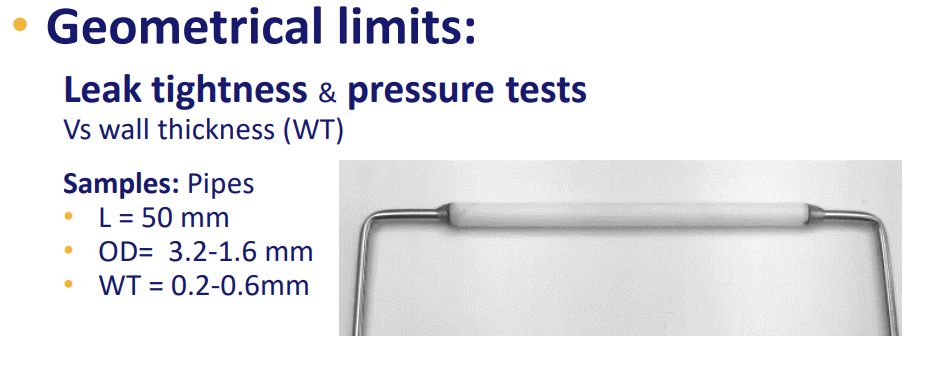 • Geometrical limits:
Leak tightness & pressure tests
Vs wall thickness (WT)
Samples: Pipes
• L = 50 mm
• OD=  3.2-1.6 mm
• WT = 0.2-0.6mm